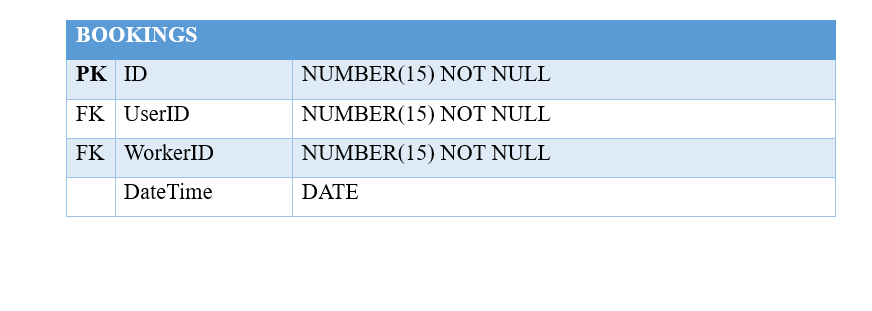 BOOKINGS
PK ID NUMBER(15) NOT NULL
FK UserID NUMBER(15) NOT NULL
FK WorkerID NUMBER(15) NOT NULL
DateTime DATE